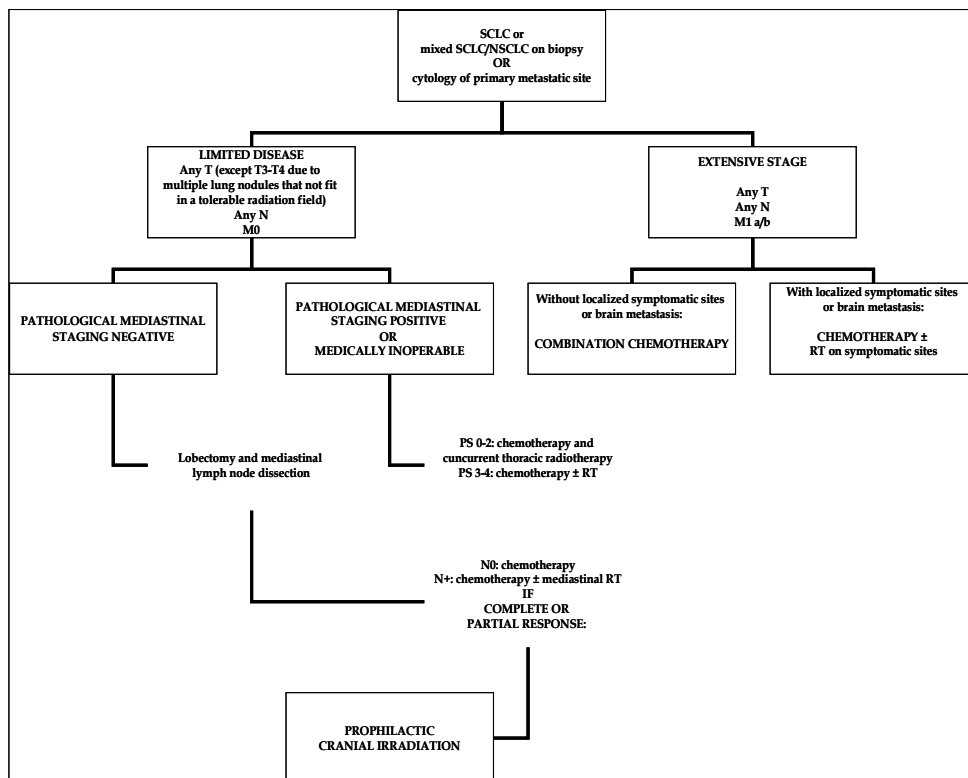 SCLC or
mixed SCLC/NSCLC on biopsy
OR
cytology of primary metastatic site
LIMITED DISEASE
Any T (except T3-T4 due to
multiple lung nodules that not fit
in a tolerable radiation field)
Any N
M0
EXTENSIVE STAGE
Any T
Any N
M1 a/b
PATHOLOGICAL MEDIASTINAL
STAGING NEGATIVE
PATHOLOGICAL MEDIASTINAL
STAGING POSITIVE
OR
MEDICALLY INOPERABLE
Without localized symptomatic sites
or brain metastasis:
COMBINATION CHEMOTHERAPY
With localized symptomatic sites
or brain metastasis:
CHEMOTHERAPY ±
RT on symptomatic sites
Lobectomy and mediastinal
lymph node dissection
PS 0-2: chemotherapy and
cuncurrent thoracic radiotherapy
PS 3-4: chemotherapy ± RT
N0: chemotherapy
N+: chemotherapy ± mediastinal RT
IF
COMPLETE OR
PARTIAL RESPONSE:
PROPHILACTIC
CRANIAL IRRADIATION